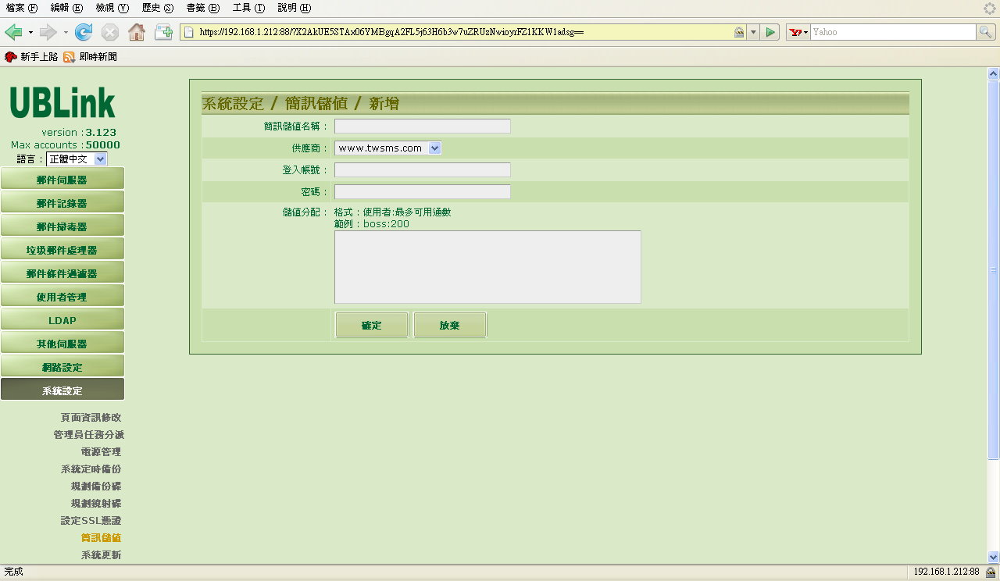 檔案 (F) 編輯 (E) 檢視 (V) 歷史 (S) 書籤 (B) 工具 (T) 說明 (H)
Yahoo
新手上路 即時新聞
UBLink
version : 3.123
Max accounts : 50000
語言 : 正體中文
郵件伺服器
郵件記錄器
郵件掃毒器
垃圾郵件處理器
郵件條件過濾器
使用者管理
LDAP
其他伺服器
網路設定
系統設定
頁面資訊修改
管理員任務分派
電源管理
系統定時備份
規劃備份碟
規劃鏡射碟
設定SSL憑證
簡訊儲值
系統更新
系統設定 / 簡訊儲值 / 新增
簡訊儲值名稱 :
供應商 : www.twsms.com
登入帳號 :
密碼 :
儲值分配 : 格式 : 使用者:最多可用通數
範例 : boss:200
確定 放棄
完成 192.168.1.212:88